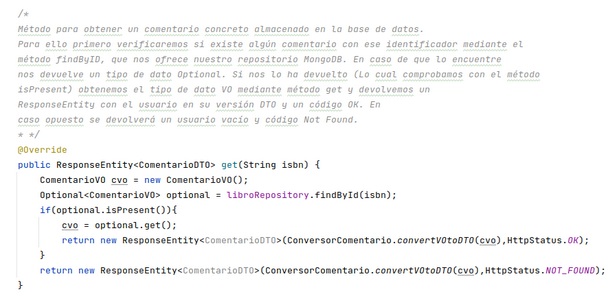 /*
Método para obtener un comentario concreto almacenado en la base de datos.
Para ello primero verificaremos si existe algún comentario con ese identificador mediante el
método findByID, que nos ofrece nuestro repositorio MongoDB. En caso de que lo encuentre
nos devuelve un tipo de dato Optional. Si nos lo ha devuelto (Lo cual comprobamos con el método
isPresent) obtenemos el tipo de dato VO mediante método get y devolvemos un
ResponseEntity con el usuario en su versión DTO y un código OK. En
caso opuesto se devolverá un usuario vacío y código Not Found.
* */
@Override
public ResponseEntity<ComentarioDTO> get(String isbn) {
ComentarioVO cvo = new ComentarioVO();
Optional<ComentarioVO> optional = libroRepository.findById(isbn);
if(optional.isPresent()){
cvo = optional.get();
return new ResponseEntity<ComentarioDTO>(ConversorComentario.convertVOtoDTO(cvo),HttpStatus.OK);
}
return new ResponseEntity<ComentarioDTO>(ConversorComentario.convertVOtoDTO(cvo),HttpStatus.NOT_FOUND);
}